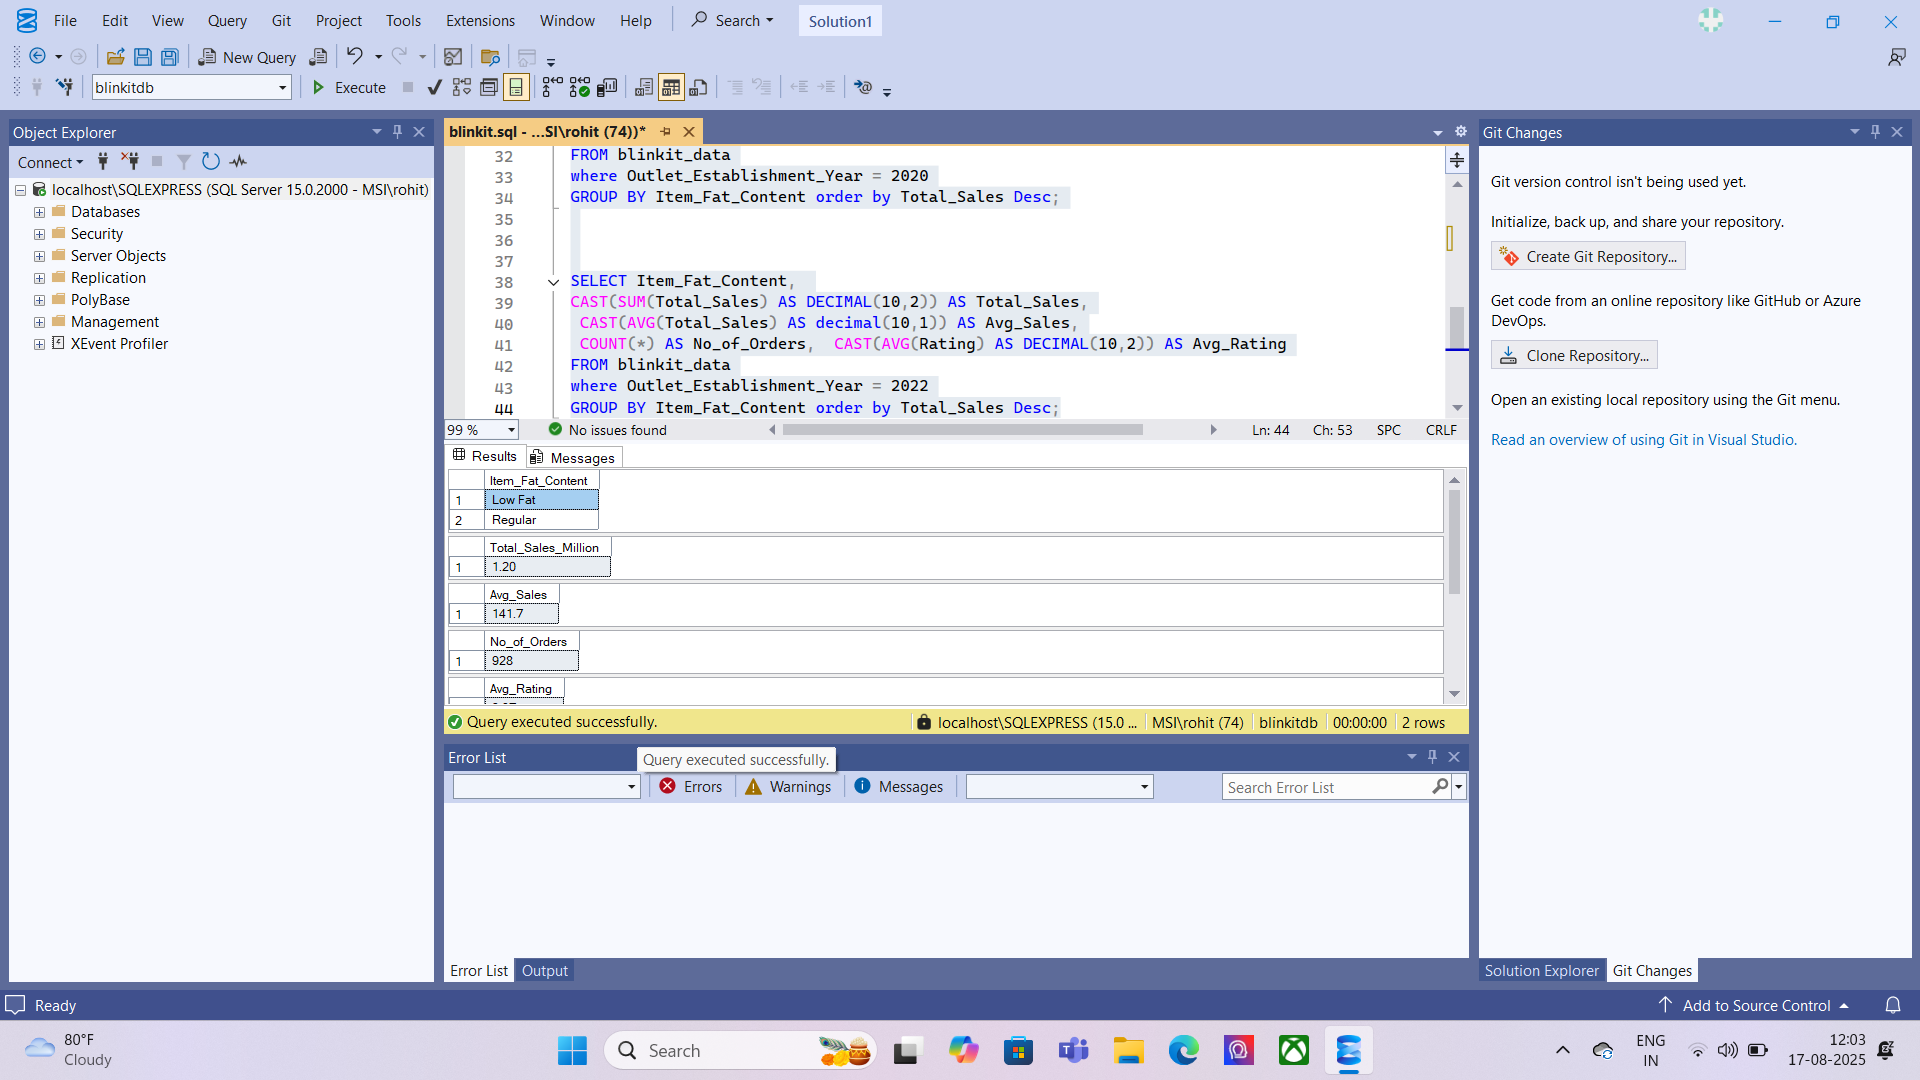 File Edit View Query Git Project Tools Extensions Window Help Search Solution1
New Query
blinkitdb Execute
Object Explorer
Connect
localhost\SQLEXPRESS (SQL Server 15.0.2000 - MSI\rohit)
Databases
Security
Server Objects
Replication
PolyBase
Management
XEvent Profiler
blinkit.sql - ...SI\rohit (74))*
32 FROM blinkit_data
33 where Outlet_Establishment_Year = 2020
34 GROUP BY Item_Fat_Content order by Total_Sales Desc;
35
36
37
38 SELECT Item_Fat_Content,
39 CAST(SUM(Total_Sales) AS DECIMAL(10,2)) AS Total_Sales,
40 CAST(AVG(Total_Sales) AS decimal(10,1)) AS Avg_Sales,
41 COUNT(*) AS No_of_Orders, CAST(AVG(Rating) AS DECIMAL(10,2)) AS Avg_Rating
42 FROM blinkit_data
43 where Outlet_Establishment_Year = 2022
44 GROUP BY Item_Fat_Content order by Total_Sales Desc;
99 % No issues found Ln: 44 Ch: 53 SPC CRLF
Results Messages
Item_Fat_Content
1 Low Fat
2 Regular
Total_Sales_Million
1 1.20
Avg_Sales
1 141.7
No_of_Orders
1 928
Avg_Rating
Query executed successfully. localhost\SQLEXPRESS (15.0 ... MSI\rohit (74) blinkitdb 00:00:00 2 rows
Error List
Query executed successfully.
Errors Warnings Messages Search Error List
Error List Output
Git Changes
Git version control isn't being used yet.
Initialize, back up, and share your repository.
Create Git Repository...
Get code from an online repository like GitHub or Azure
DevOps.
Clone Repository...
Open an existing local repository using the Git menu.
Read an overview of using Git in Visual Studio.
Solution Explorer Git Changes
Ready Add to Source Control
80°F
Cloudy
Search
ENG
IN
12:03
17-08-2025